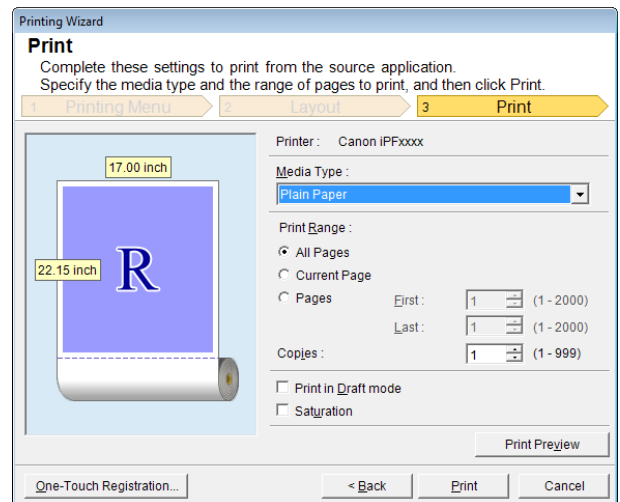 Printing Wizard
Print
Complete these settings to print from the source application.
Specify the media type and the range of pages to print, and then click Print.
1 Printing Menu 2 Layout 3 Print
Printer : Canon iPFxxxx
17.00 inch
Media Type :
Plain Paper
Print Range :
All Pages
22.15 inch
R
Current Page
Pages First : 1 (1 - 2000)
Last : 1 (1 - 2000)
Copies : 1 (1 - 999)
Print in Draft mode
Saturation
Print Preview
One-Touch Registration... < Back Print Cancel